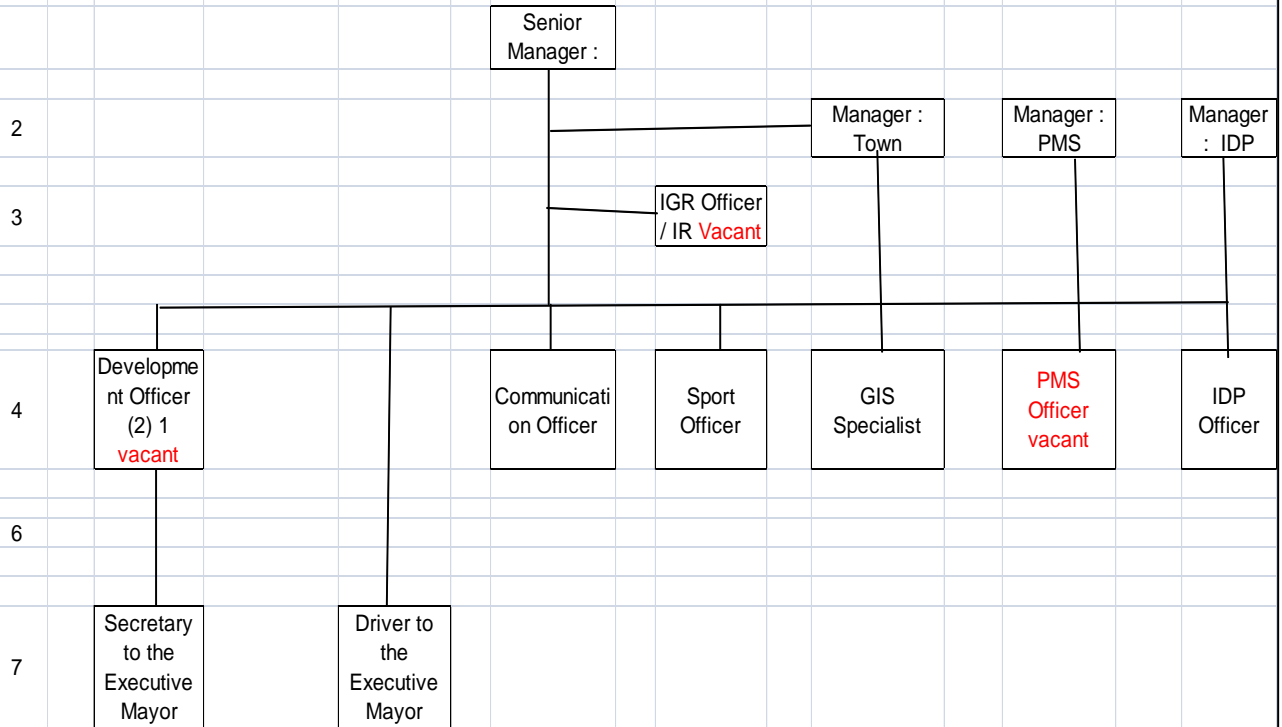 Senior
Manager :
2
Manager :
Town
Manager :
PMS
Manager
: IDP
3
IGR Officer
/ IR Vacant
4
Developme
nt Officer
(2) 1
vacant
Communicati
on Officer
Sport
Officer
GIS
Specialist
PMS
Officer
vacant
IDP
Officer
6
7
Secretary
to the
Executive
Mayor
Driver to
the
Executive
Mayor